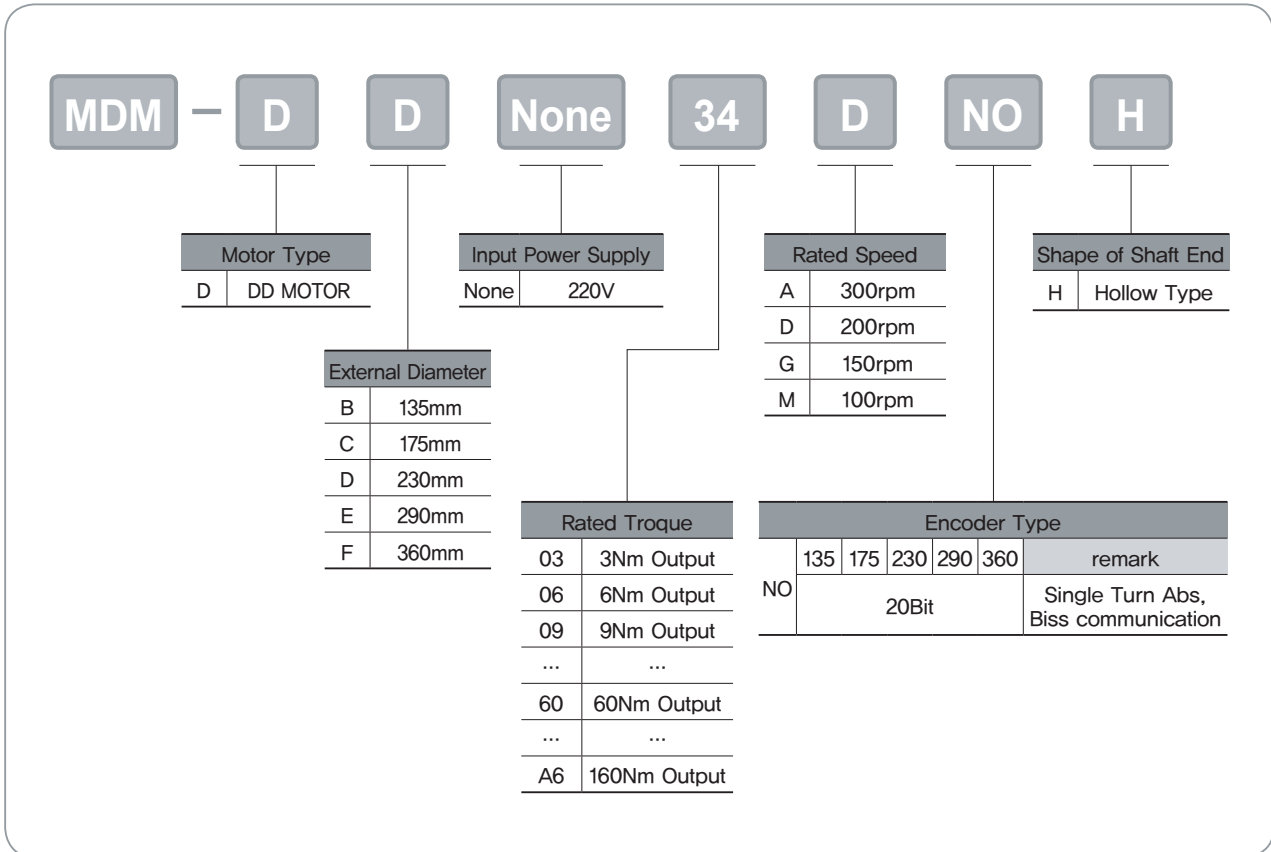 MDM – D D None 34 D NO H
Motor Type
D DD MOTOR
External Diameter
B 135mm
C 175mm
D 230mm
E 290mm
F 360mm
Input Power Supply
None 220V
Rated Troque
03 3Nm Output
06 6Nm Output
09 9Nm Output
... ...
60 60Nm Output
... ...
A6 160Nm Output
Rated Speed
A 300rpm
D 200rpm
G 150rpm
M 100rpm
Encoder Type
135 175 230 290 360 remark
NO 20Bit Single Turn Abs,
Biss communication
Shape of Shaft End
H Hollow Type